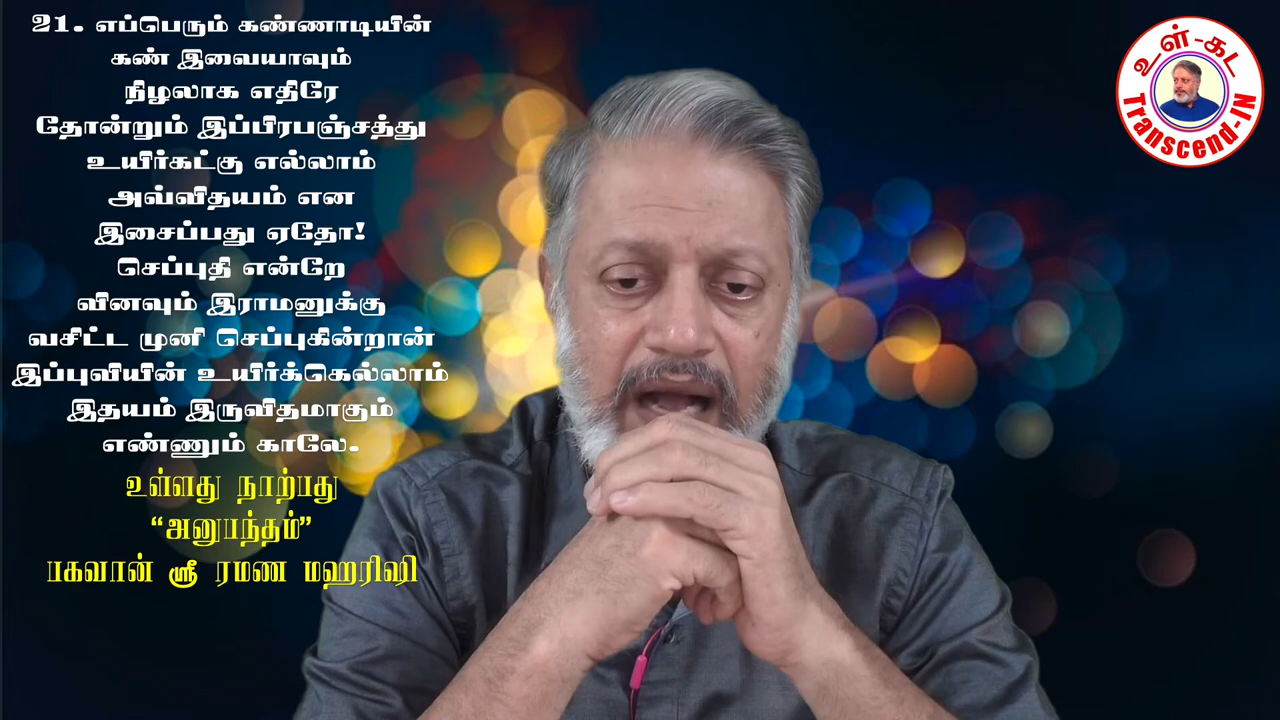 21. எப்பெரும் கண்ணாடியின்
கண் இவையாவும்
நிழலாக எதிரே
தோன்றும் இப்பிரபஞ்சத்து
உயிர்கட்கு எல்லாம்
அவ்விதயம் என
இசைப்பது ஏதோ!
செப்புதி என்றே
வினவும் இராமனுக்கு
வசிட்ட முனி செப்புகின்றான்
இப்புவியின் உயிர்க்கெல்லாம்
இதயம் இருவிதமாகும்
எண்ணும் காலே.
உள்ளது நாற்பது
“அனுபந்தம்”
பகவான் ஸ்ரீ ரமண மஹரிஷி
உள்-கட
Transcend-IN